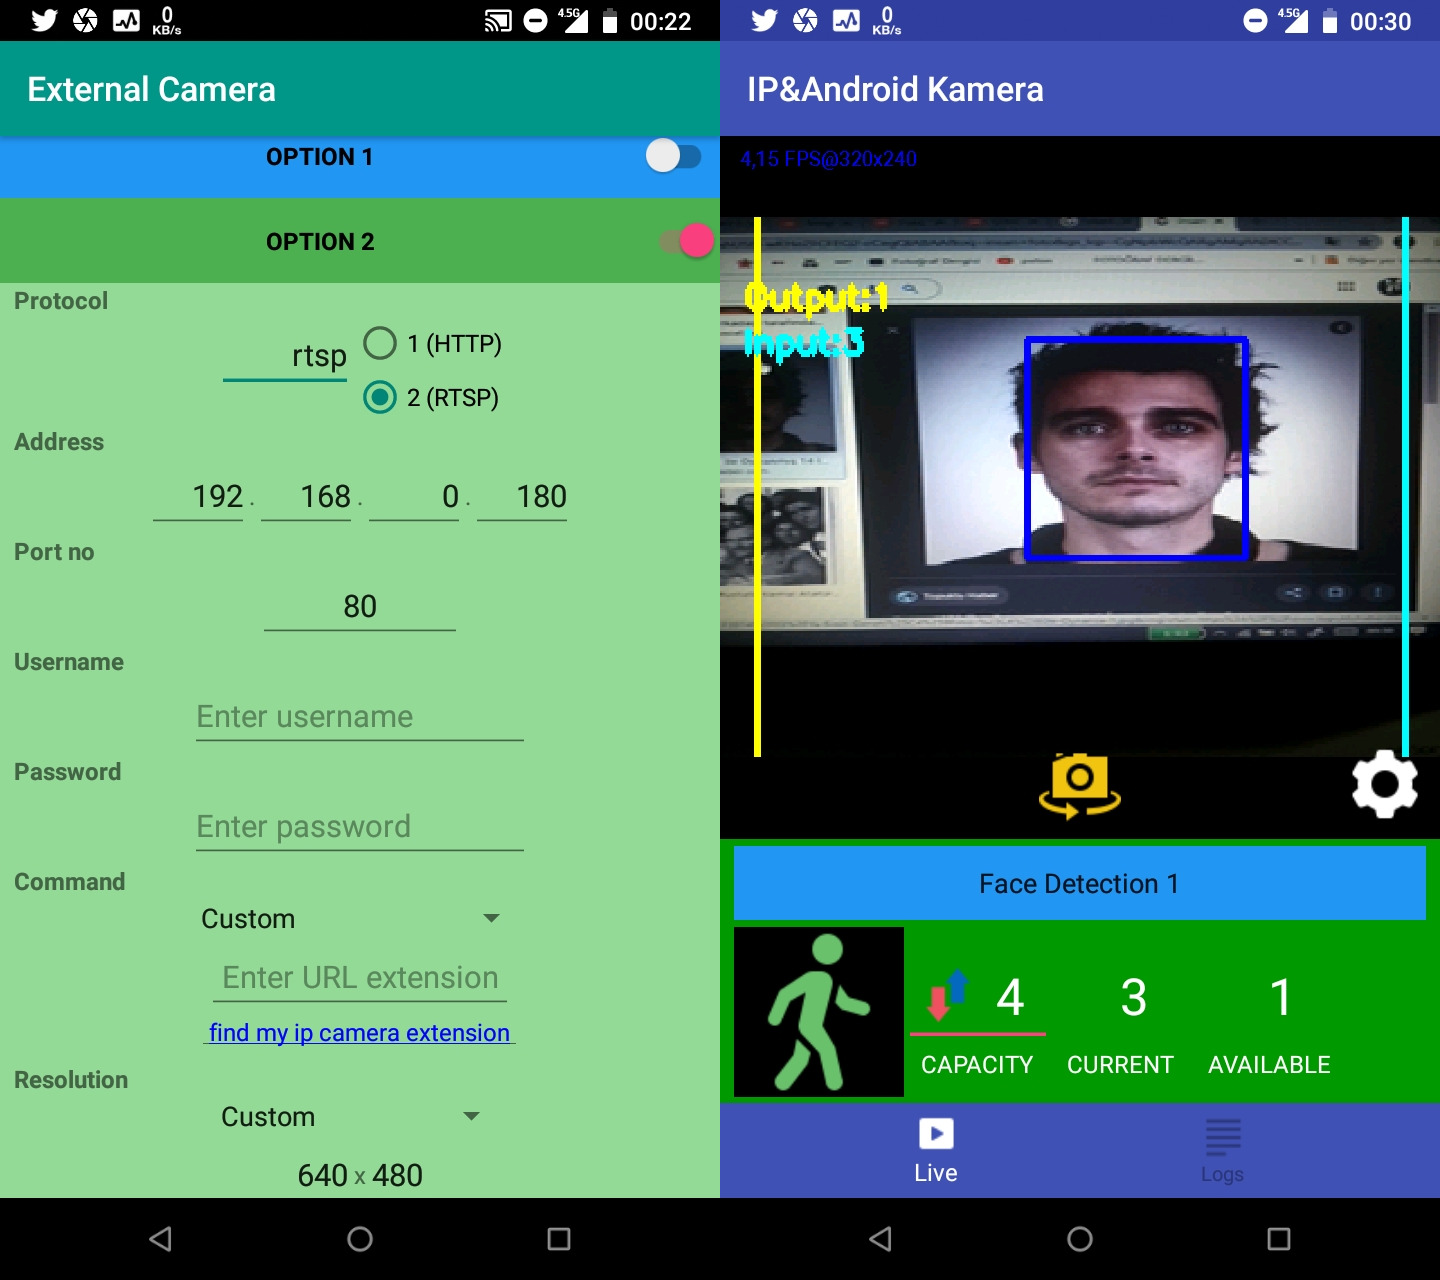 0
KB/s
4.5G
00:22
External Camera
OPTION 1
OPTION 2
Protocol
rtsp
1 (HTTP)
2 (RTSP)
Address
192 . 168 . 0 . 180
Port no
80
Username
Enter username
Password
Enter password
Command
Custom
Enter URL extension
find my ip camera extension
Resolution
Custom
640 x 480
0
KB/s
4.5G
00:30
IP&Android Kamera
4,15 FPS@320x240
Output:1
Input:3
Face Detection 1
4 3 1
CAPACITY CURRENT AVAILABLE
Live Logs